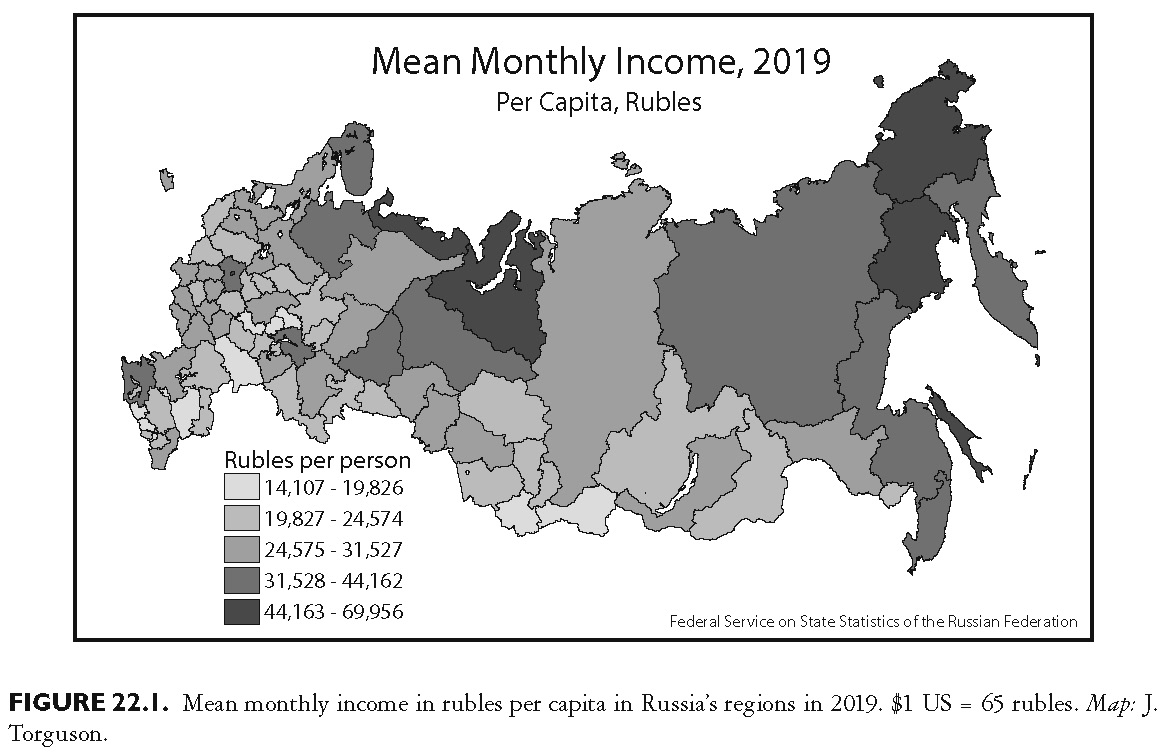 Mean Monthly Income, 2019
Per Capita, Rubles
Rubles per person
14,107 - 19,826
19,827 - 24,574
24,575 - 31,527
31,528 - 44,162
44,163 - 69,956
Federal Service on State Statistics of the Russian Federation
FIGURE 22.1. Mean monthly income in rubles per capita in Russia's regions in 2019. $1 US = 65 rubles. Map: J.
Torguson.